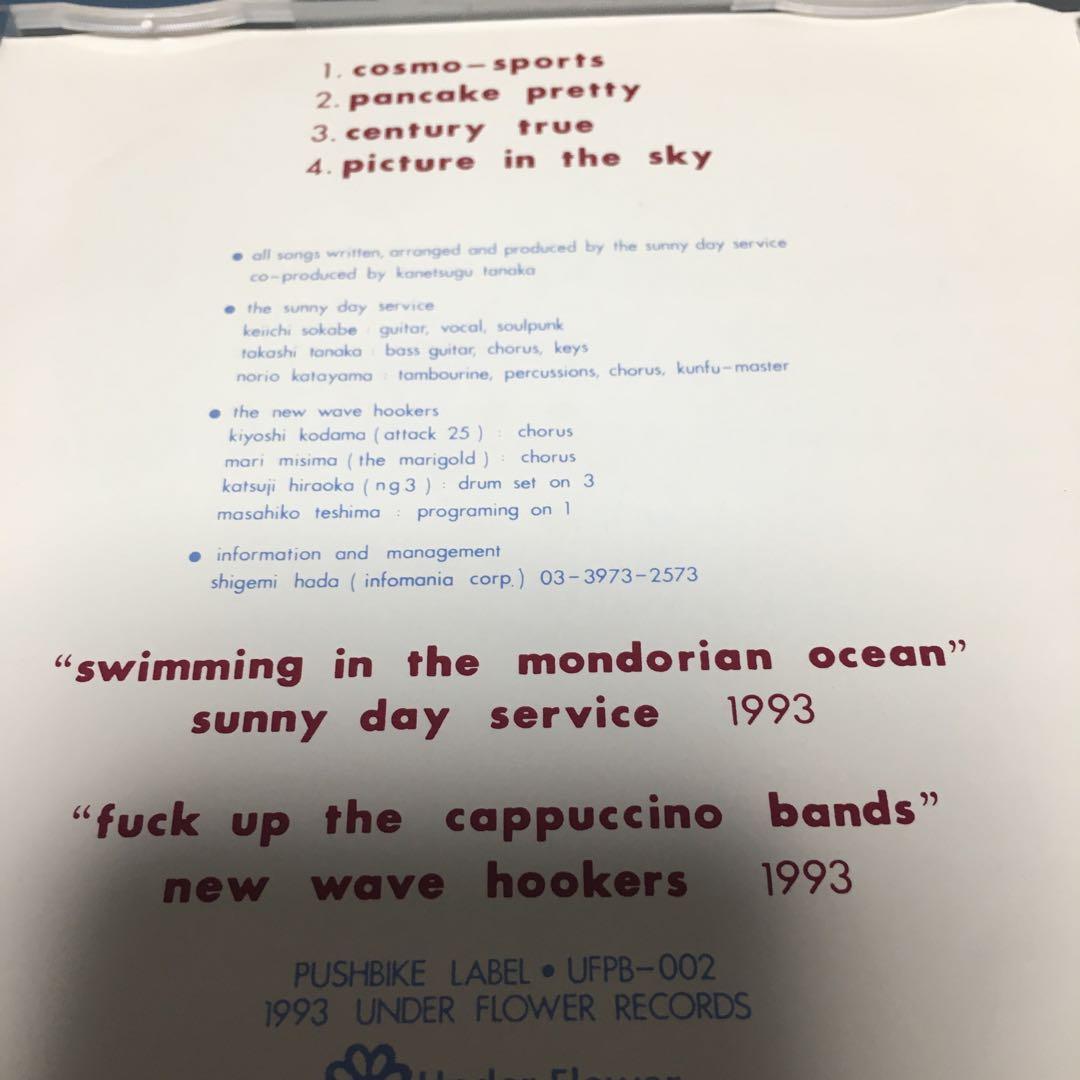 1. cosmo-sports
2. pancake pretty
3. century true
4. picture in the sky
● all songs written, arranged and produced by the sunny day service
co-produced by kanetsugu tanaka
● the sunny day service
keiichi sokabe : guitar, vocal, soulpunk
takashi tanaka : bass guitar, chorus, keys
norio katayama : tambourine, percussions, chorus, kunfu-master
● the new wave hookers
kiyoshi kodama ( attack 25 ) : chorus
mari misima ( the marigold ) : chorus
katsuji hiraoka ( ng3 ) : drum set on 3
masahiko teshima : programing on 1
● information and management
shigemi hada ( infomania corp. ) 03-3973-2573
“swimming in the mondorian ocean”
sunny day service 1993
“fuck up the cappuccino bands”
new wave hookers 1993
PUSHBIKE LABEL • UFPB-002
1993 UNDER FLOWER RECORDS
Under Flower